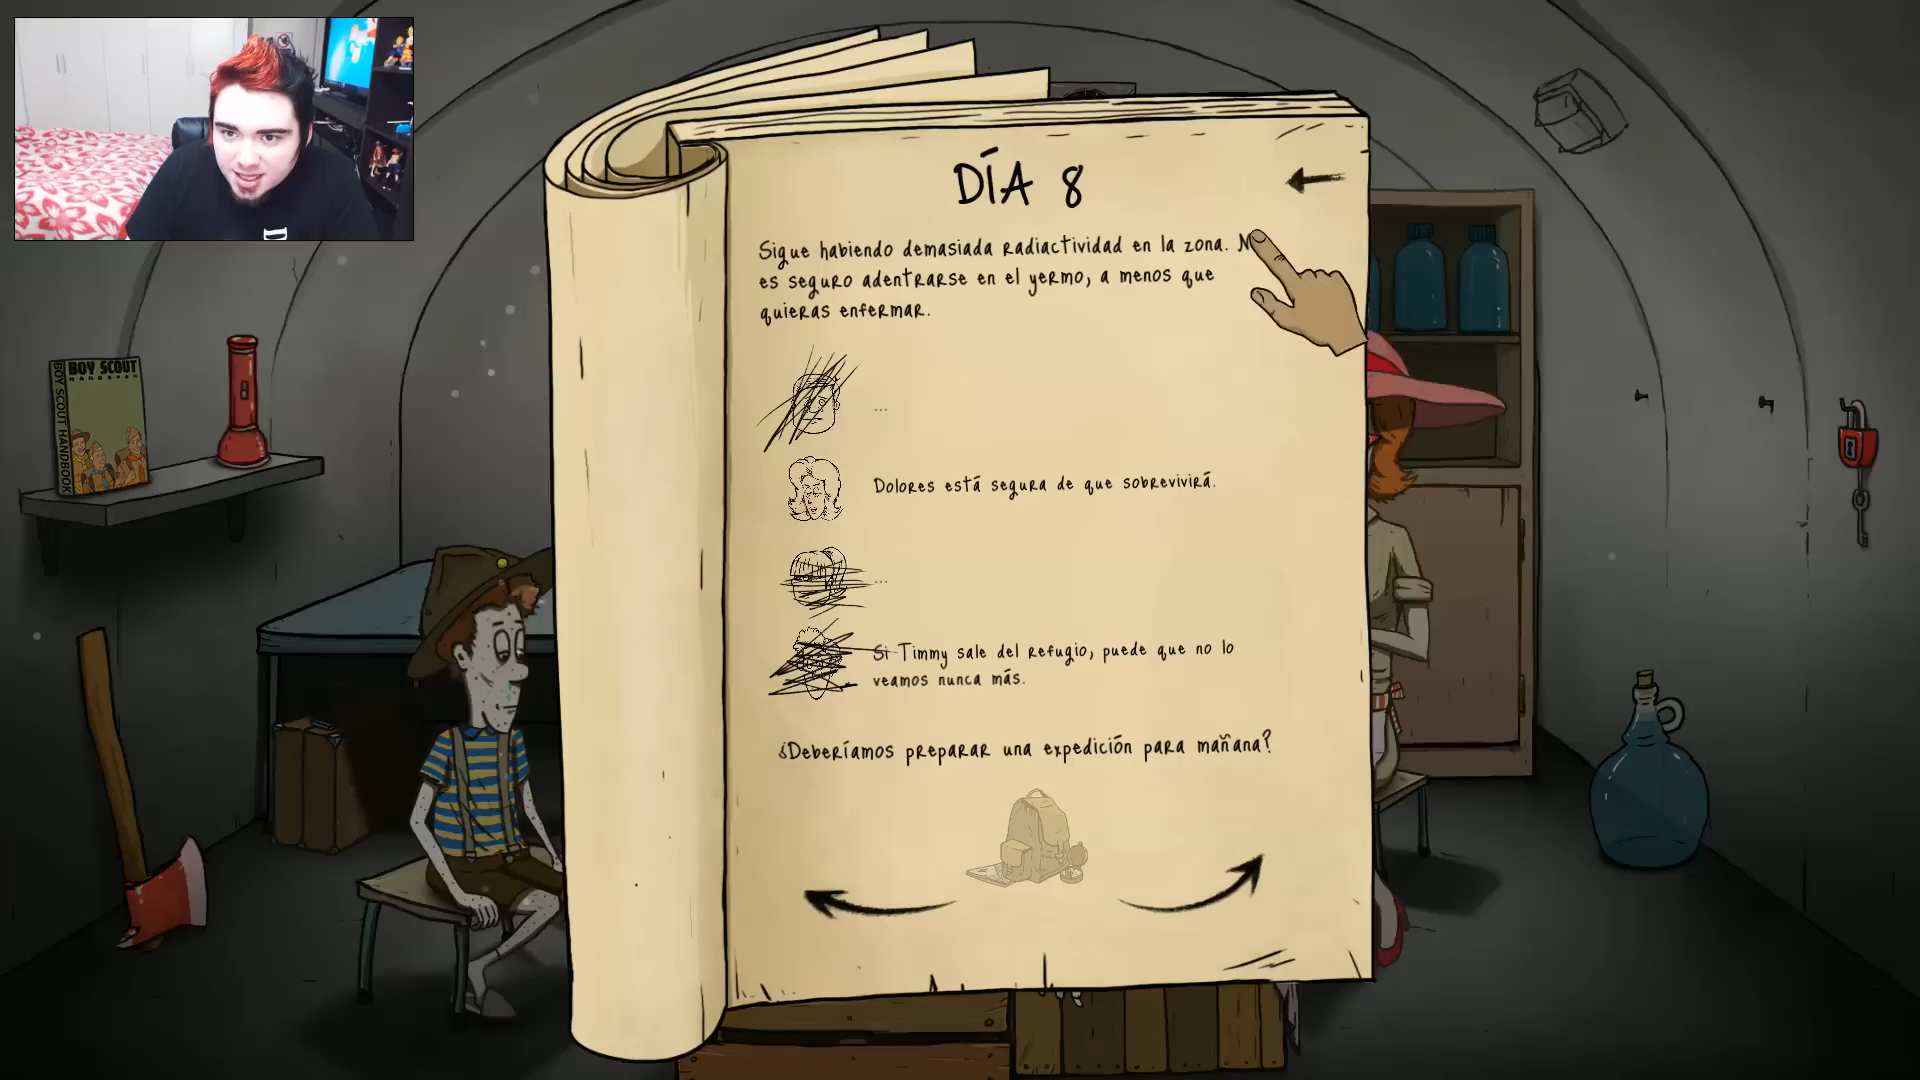 DÍA 8
Sigue habiendo demasiada radiactividad en la zona.
es seguro adentrarse en el yermo, a menos que
quieras enfermar.
...
Dolores está segura de que sobrevivirá.
...
Si Timmy sale del refugio, puede que no lo
veamos nunca más.
¿Deberíamos preparar una expedición para mañana?
BOY SCOUT
HANDBOOK
BOY SCOUT HANDBOOK